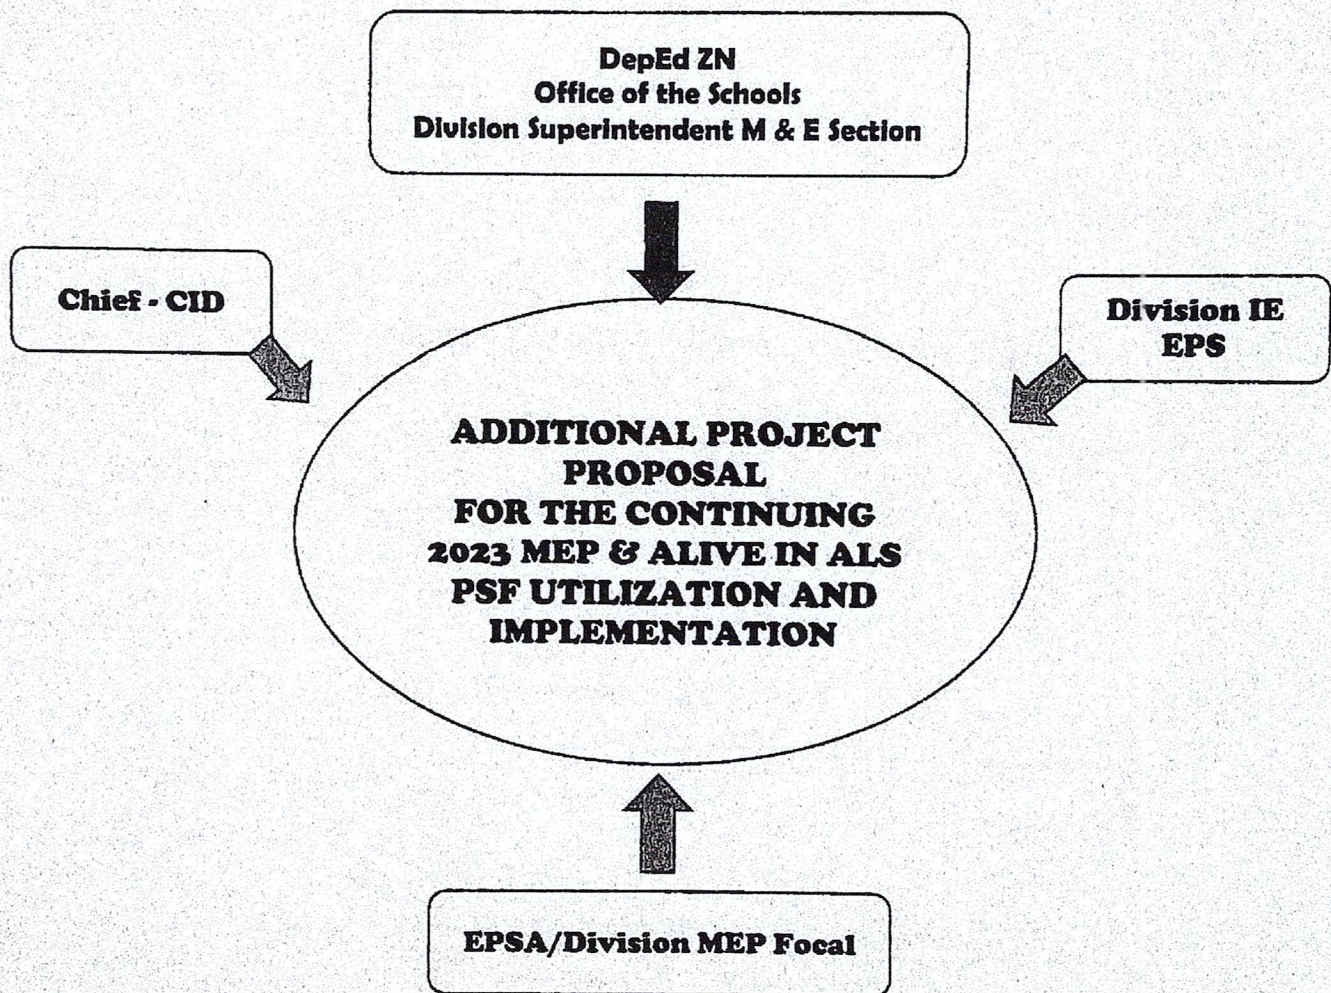 DepEd ZN
Office of the Schools
Division Superintendent M & E Section
Chief - CID
Division IE
EPS
ADDITIONAL PROJECT
PROPOSAL
FOR THE CONTINUING
2023 MEP & ALIVE IN ALS
PSF UTILIZATION AND
IMPLEMENTATION
EPSA/Division MEP Focal